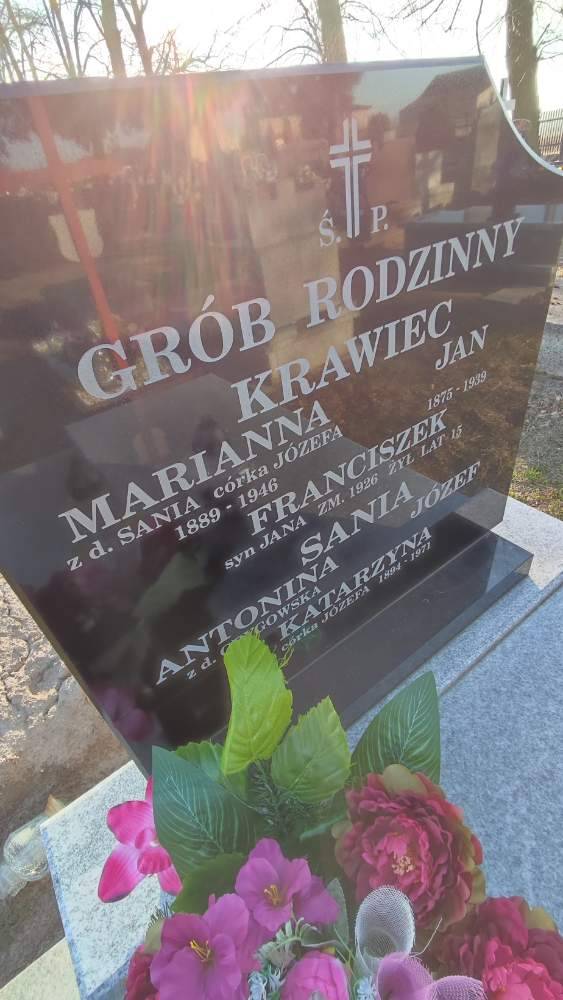 Ś. P.
GRÓB RODZINNY
KRAWIEC
MARIANNA JAN
z d. SANIA córka JÓZEFA 1875 - 1939
1889 - 1946
FRANCISZEK
syn JANA ZM. 1926 ŻYŁ LAT 15
SANIA
ANTONINA JÓZEF
z d.
KATARZYNA
córka JÓZEFA 1894 - 1971